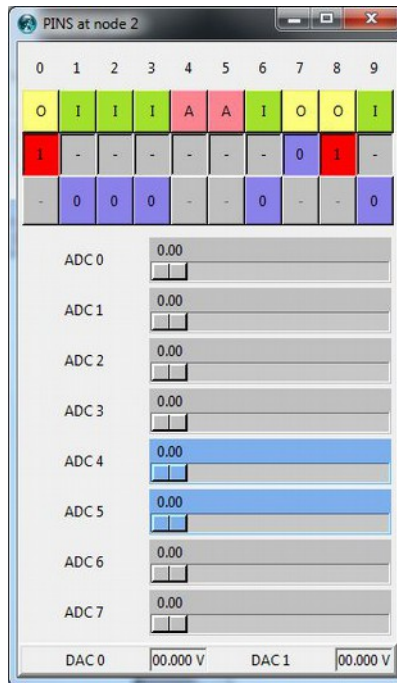 PINS at node 2
0 1 2 3 4 5 6 7 8 9
O I I I A A I O O I
1 - - - - - - 0 1 -
- 0 0 0 - - 0 - - 0
0.00
ADC 0
0.00
ADC 1
0.00
ADC 2
0.00
ADC 3
0.00
ADC 4
0.00
ADC 5
0.00
ADC 6
0.00
ADC 7
DAC 0 00.000 V DAC 1 00.000 V